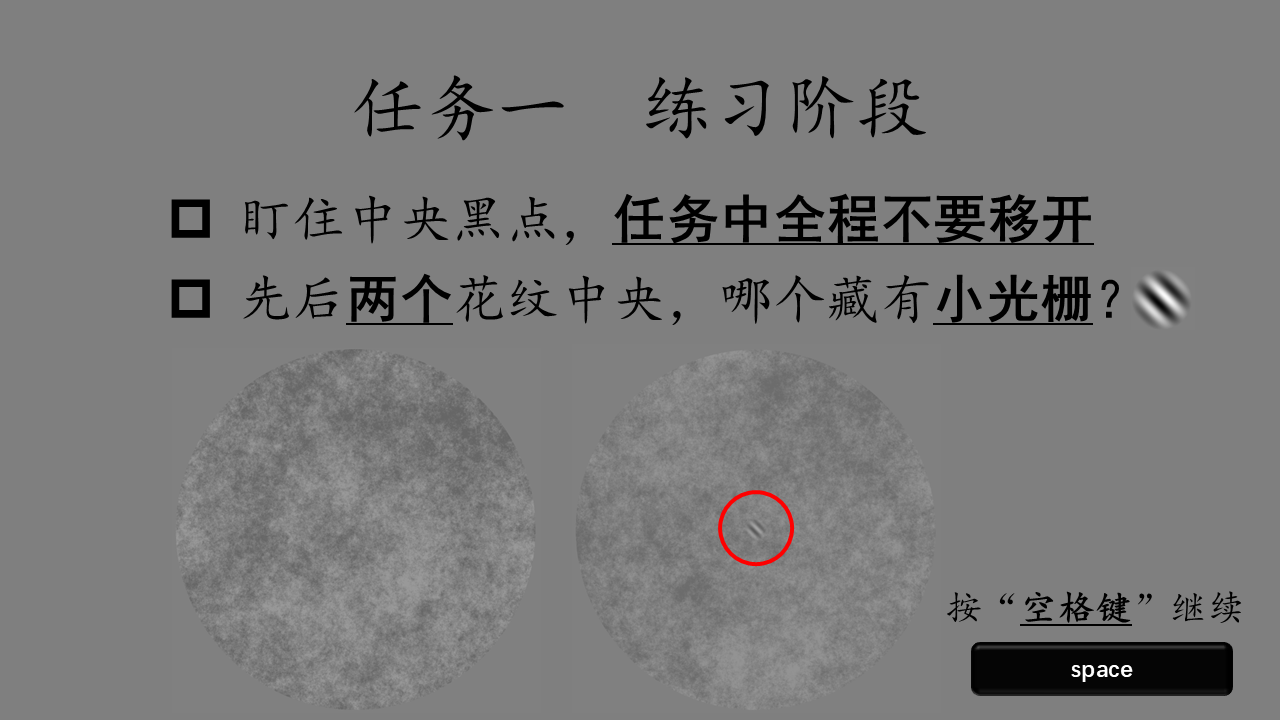 任务一 练习阶段
盯住中央黑点，任务中全程不要移开
先后两个花纹中央，哪个藏有小光栅？
按“空格键”继续
space